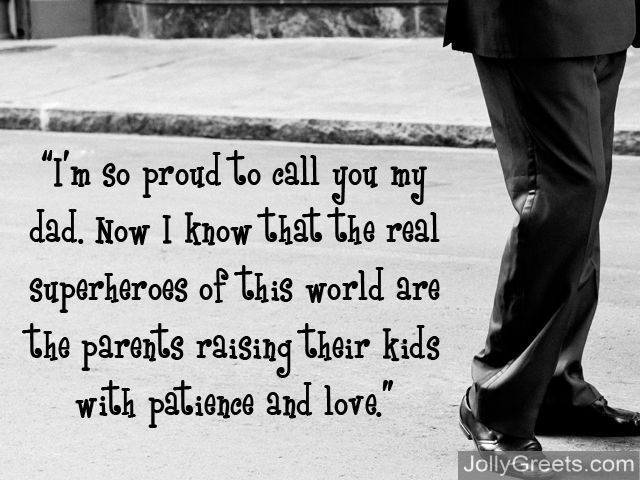 “I'm so proud to call you my
dad. Now I know that the real
superheroes of this world are
the parents raising their kids
with patience and love.”
JollyGreets.com